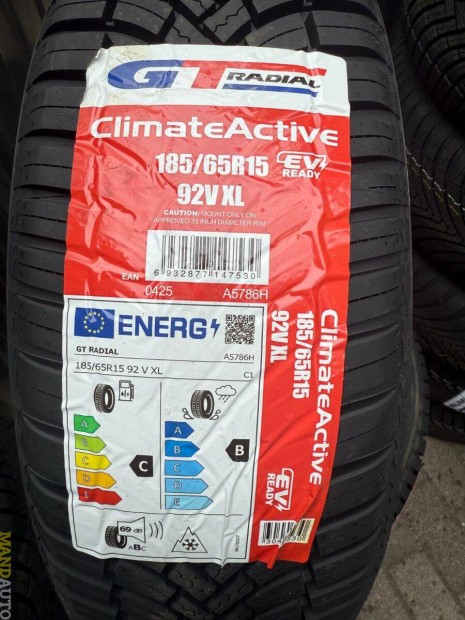 GT RADIAL
ClimateActive
185/65R15 EV READY
92V XL
CAUTION: MOUNT ONLY ON
APPROVED 15 INCH DIAMETER RIM
EAN
6 932877 147530
0425 A5786H
ENERG
GT RADIAL A5786H
185/65R15 92 V XL C1
A
B
C
D
E
C
A
B
C
D
E
B
69 dB
ABC
ClimateActive
185/65R15
92V XL
EV READY
MANDAUTO